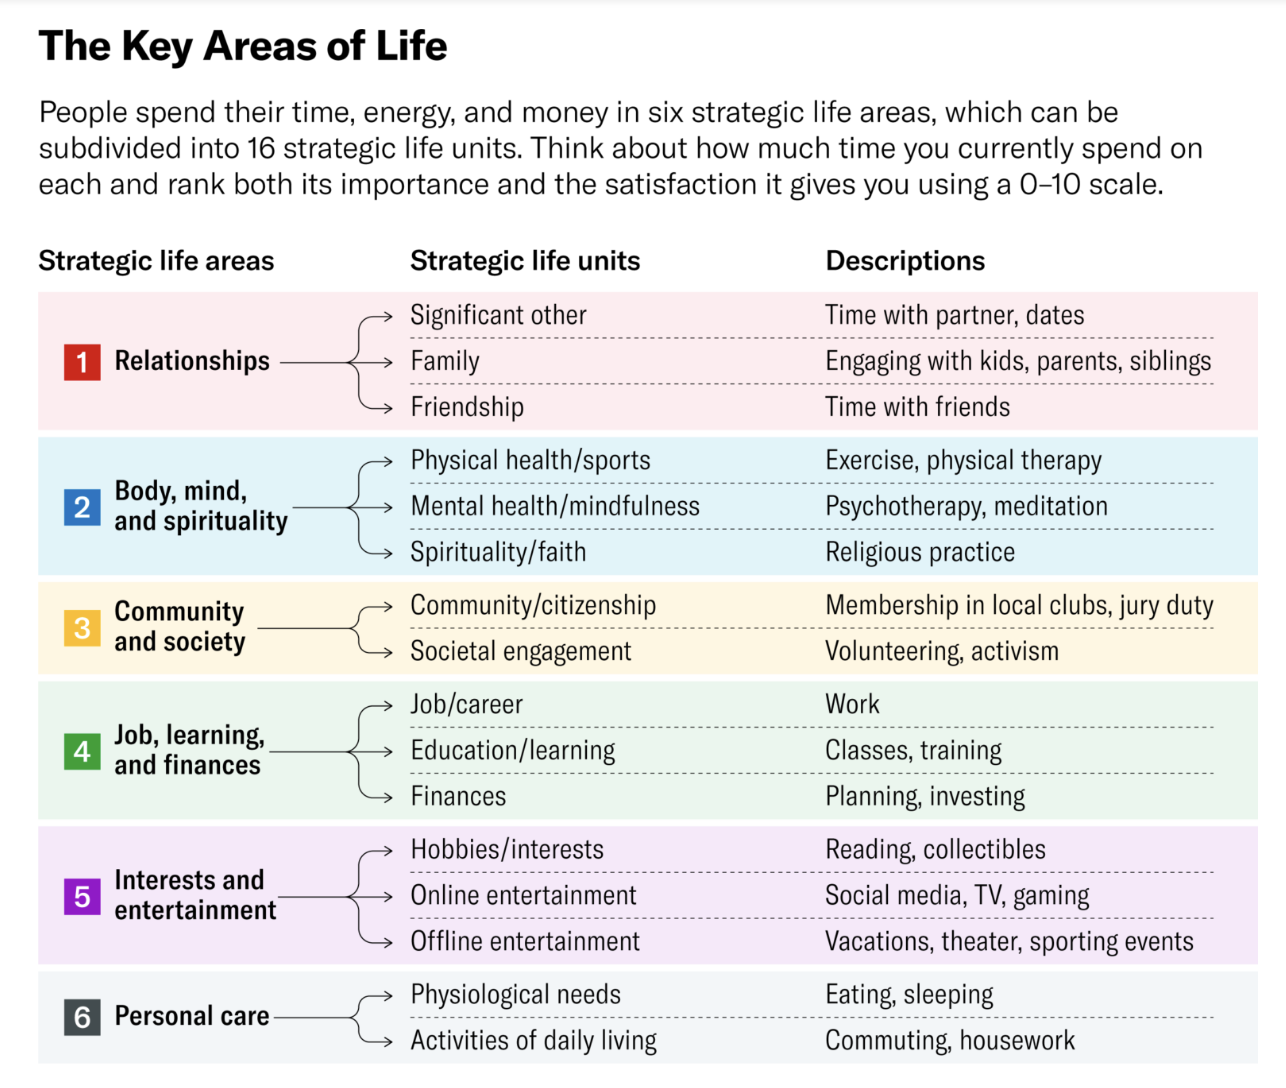 The Key Areas of Life
People spend their time, energy, and money in six strategic life areas, which can be
subdivided into 16 strategic life units. Think about how much time you currently spend on
each and rank both its importance and the satisfaction it gives you using a 0–10 scale.
Strategic life areas Strategic life units Descriptions
1 Relationships
Significant other Time with partner, dates
Family Engaging with kids, parents, siblings
Friendship Time with friends
2 Body, mind,
and spirituality
Physical health/sports Exercise, physical therapy
Mental health/mindfulness Psychotherapy, meditation
Spirituality/faith Religious practice
3 Community
and society
Community/citizenship Membership in local clubs, jury duty
Societal engagement Volunteering, activism
4 Job, learning,
and finances
Job/career Work
Education/learning Classes, training
Finances Planning, investing
5 Interests and
entertainment
Hobbies/interests Reading, collectibles
Online entertainment Social media, TV, gaming
Offline entertainment Vacations, theater, sporting events
6 Personal care
Physiological needs Eating, sleeping
Activities of daily living Commuting, housework